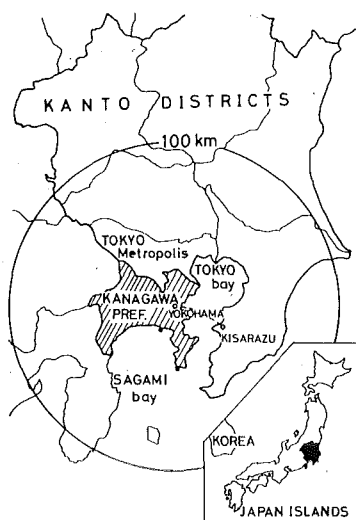 KANTO DISTRICTS
100 km
TOKYO
Metropolis
TOKYO
bay
KANAGAWA
PREF.
YOKOHAMA
KISARAZU
SAGAMI
bay
KOREA
JAPAN ISLANDS